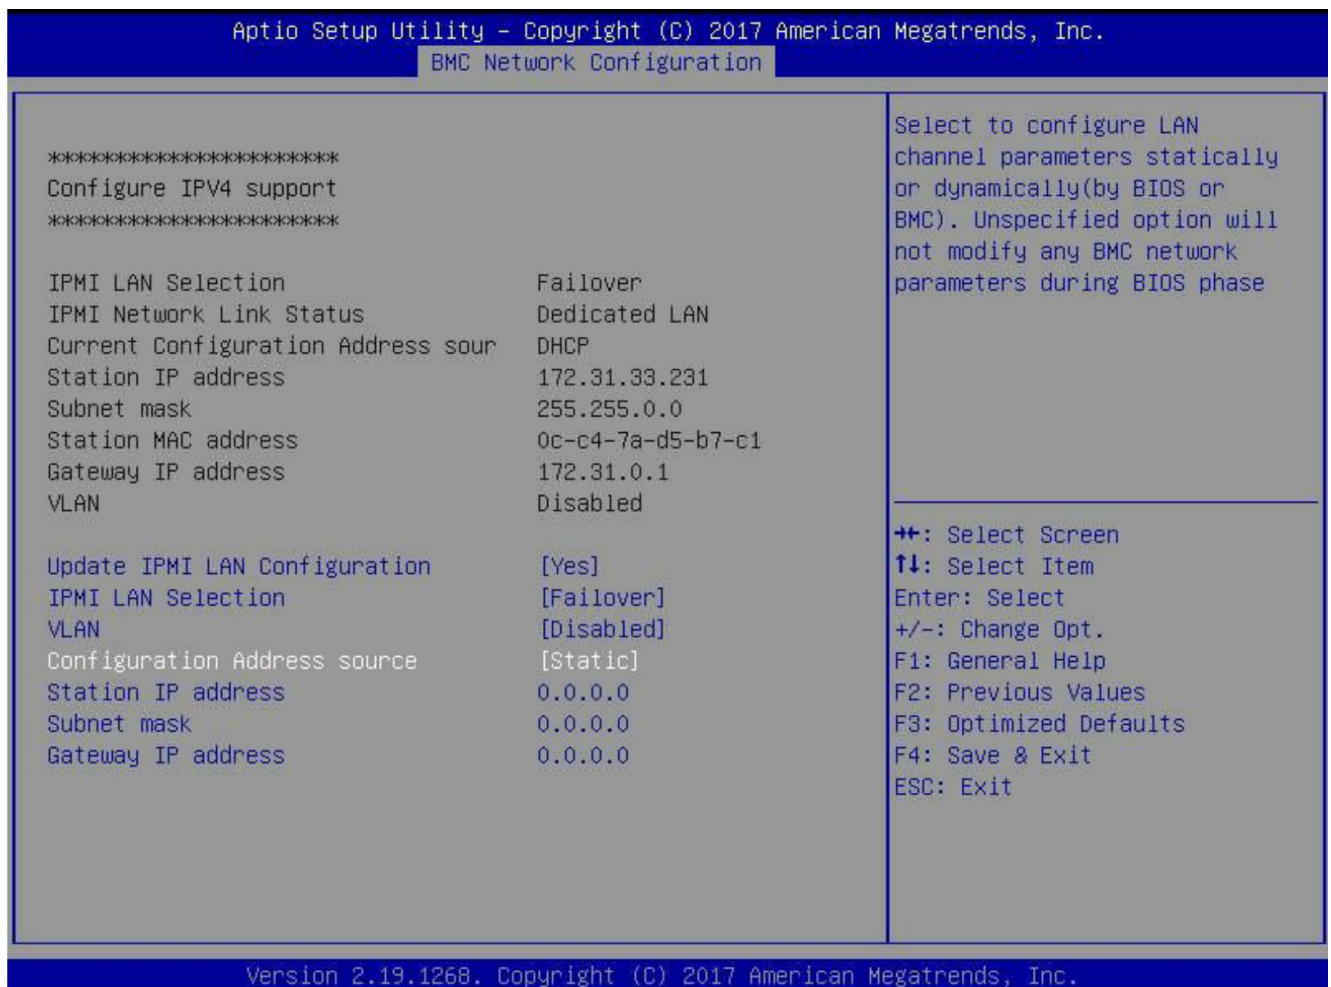 Aptio Setup Utility – Copyright (C) 2017 American Megatrends, Inc.
BMC Network Configuration
**********************
Configure IPV4 support
**********************
IPMI LAN Selection Failover
IPMI Network Link Status Dedicated LAN
Current Configuration Address sour DHCP
Station IP address 172.31.33.231
Subnet mask 255.255.0.0
Station MAC address 0c-c4-7a-d5-b7-c1
Gateway IP address 172.31.0.1
VLAN Disabled
Update IPMI LAN Configuration [Yes]
IPMI LAN Selection [Failover]
VLAN [Disabled]
Configuration Address source [Static]
Station IP address 0.0.0.0
Subnet mask 0.0.0.0
Gateway IP address 0.0.0.0
Select to configure LAN
channel parameters statically
or dynamically(by BIOS or
BMC). Unspecified option will
not modify any BMC network
parameters during BIOS phase
→←: Select Screen
↑↓: Select Item
Enter: Select
+/-: Change Opt.
F1: General Help
F2: Previous Values
F3: Optimized Defaults
F4: Save & Exit
ESC: Exit
Version 2.19.1268. Copyright (C) 2017 American Megatrends, Inc.